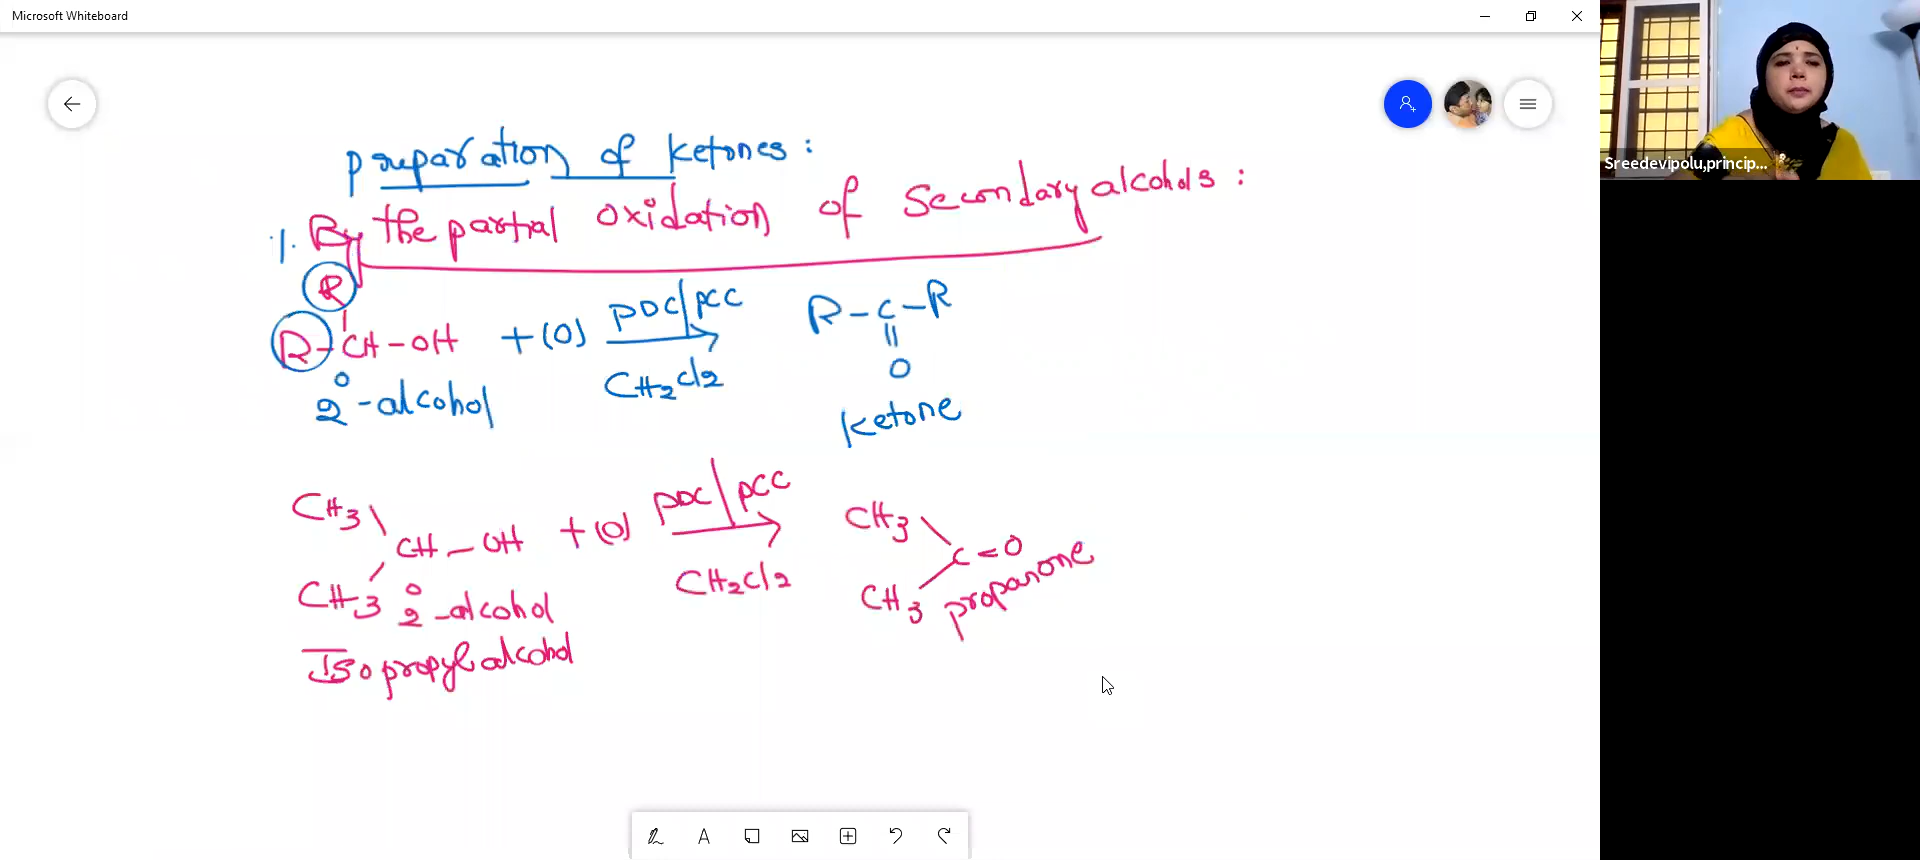 Microsoft Whiteboard
Sreedevipolu,princip...
preparation of ketones :
1. By the partial oxidation of Secondary alcohols :
R
R-CH-OH + (O) PDC/PCC CH2Cl2 R-C-R
O
2°-alcohol ketone
CH3
CH-OH + (O) PDC/PCC CH2Cl2 CH3
C=O
CH3 CH3
2°-alcohol propanone
Isopropyl alcohol
A